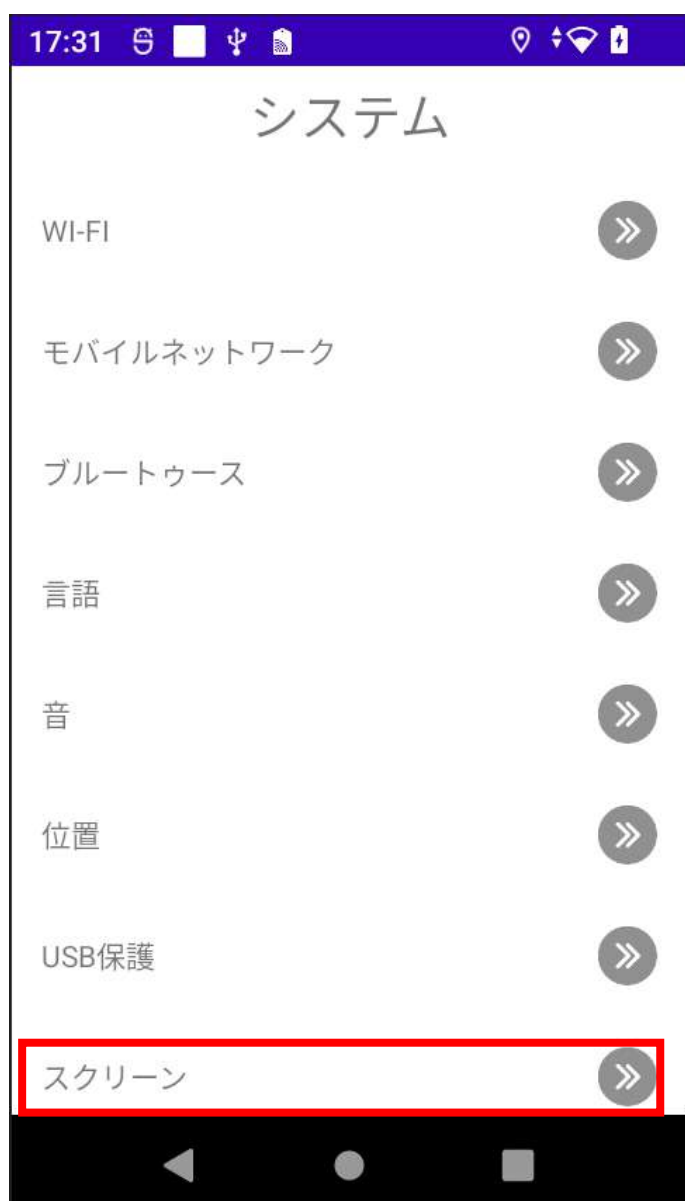 17:31
システム
WI-FI
モバイルネットワーク
ブルートゥース
言語
音
位置
USB保護
スクリーン